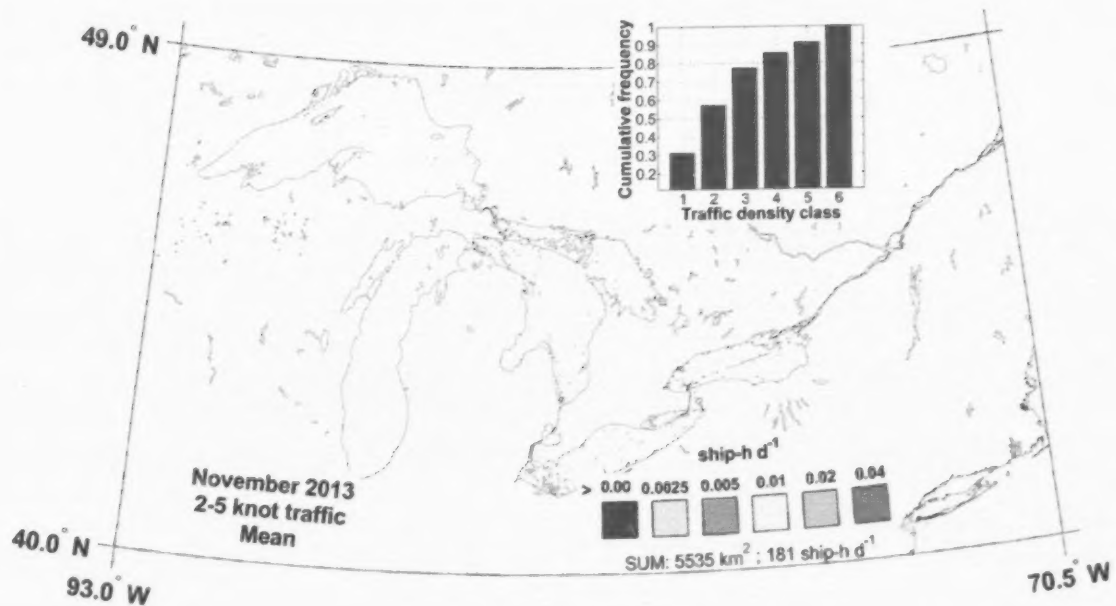 49.0° N
Cumulative frequency
1
0.9
0.8
0.7
0.6
0.5
0.4
0.3
0.2
1 2 3 4 5 6
Traffic density class
November 2013
2-5 knot traffic
Mean
ship-h d⁻¹
> 0.00 0.0025 0.005 0.01 0.02 0.04
SUM: 5535 km² ; 181 ship-h d⁻¹
40.0° N
93.0° W
70.5° W